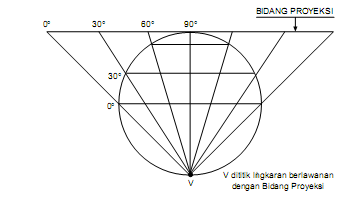 BIDANG PROYEKSI
0° 30° 60° 90°
30°
0°
V
V dititik lingkaran berlawanan
dengan Bidang Proyeksi